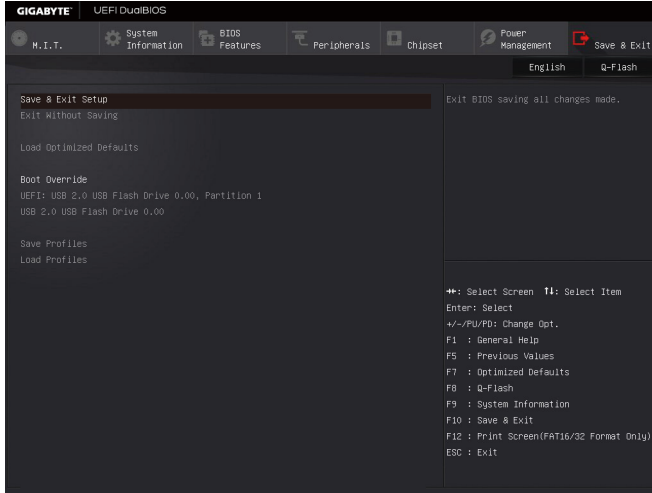 GIGABYTE™ UEFI DualBIOS
M.I.T.
System Information
BIOS Features
Peripherals
Chipset
Power Management
Save & Exit
English
Q-Flash
Save & Exit Setup
Exit Without Saving
Load Optimized Defaults
Boot Override
UEFI: USB 2.0 USB Flash Drive 0.00, Partition 1
USB 2.0 USB Flash Drive 0.00
Save Profiles
Load Profiles
Exit BIOS saving all changes made.
→←: Select Screen ↑↓: Select Item
Enter: Select
+/-/PU/PD: Change Opt.
F1 : General Help
F5 : Previous Values
F7 : Optimized Defaults
F8 : Q-Flash
F9 : System Information
F10 : Save & Exit
F12 : Print Screen(FAT16/32 Format Only)
ESC : Exit